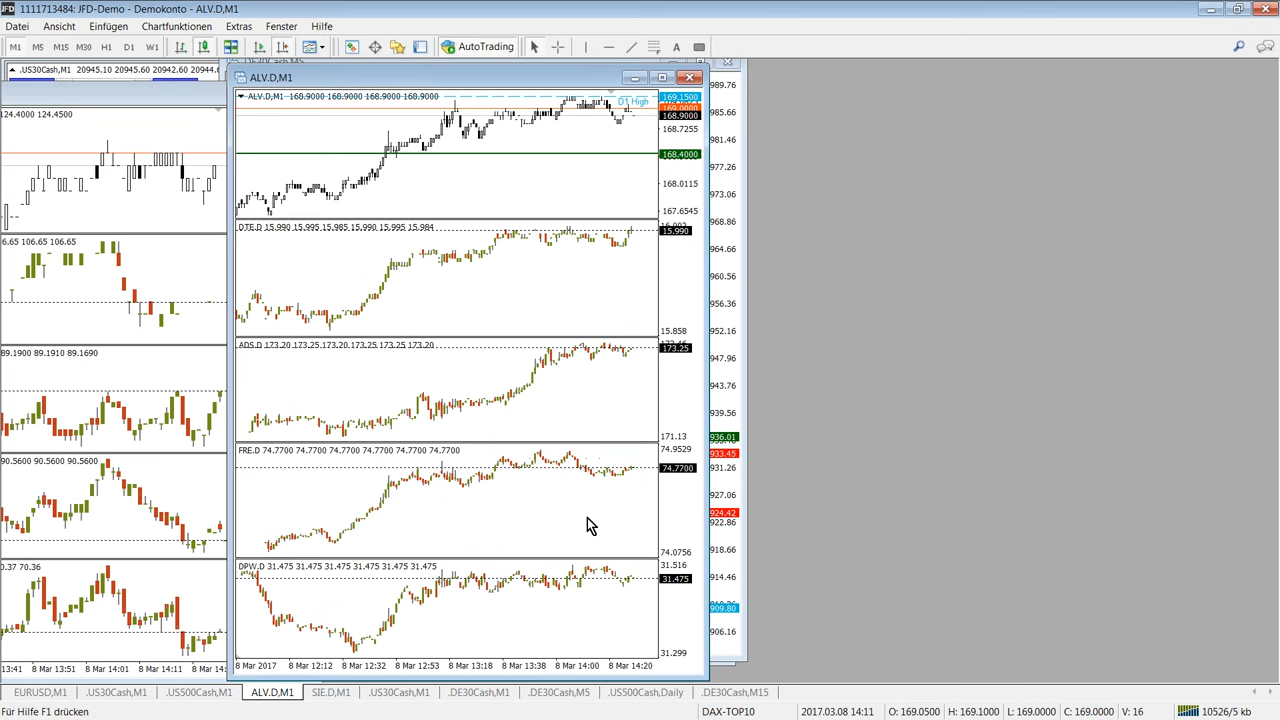 1111713484: JFD-Demo - Demokonto - ALV.D,M1
Datei Ansicht Einfügen Chartfunktionen Extras Fenster Hilfe
M1 M5 M15 M30 H1 D1 W1 AutoTrading A
.US30Cash,M1 20945.10 20945.60 20942.60 20944.
ALV.D,M1
124.4000 124.4500
6.65 106.65 106.65
89.1900 89.1910 89.1690
90.5600 90.5600 90.5600
0.37 70.36
13:41 8 Mar 13:51 8 Mar 14:01 8 Mar 14:11 8 Mar 14:
ALV.D,M1 168.9000 168.9000 168.9000 168.9000
D1 High
169.1500
169.0000
168.9000
168.7255
168.4000
168.0115
167.6545
DTE.D 15.990 15.995 15.985 15.990 15.995 15.984
15.990
15.858
ADS.D 173.20 173.25 173.20 173.25 173.25 173.20
173.25
171.13
FRE.D 74.7700 74.7700 74.7700 74.7700 74.7700 74.7700
74.9529
74.7700
74.0756
DPW.D 31.475 31.475 31.475 31.475 31.475 31.475
31.516
31.475
31.299
8 Mar 2017 8 Mar 12:12 8 Mar 12:32 8 Mar 12:53 8 Mar 13:18 8 Mar 13:38 8 Mar 14:00 8 Mar 14:20
989.76
985.66
981.46
977.26
973.06
968.86
964.66
960.56
956.36
952.16
947.96
943.76
939.56
936.01
933.45
931.26
927.06
924.42
922.86
918.66
914.46
909.80
906.16
EURUSD,M1 .US30Cash,M1 .US500Cash,M1 ALV.D,M1 SIE.D,M1 .US30Cash,M1 .DE30Cash,M1 .DE30Cash,M5 .US500Cash,Daily .DE30Cash,M15
Für Hilfe F1 drücken DAX-TOP10 2017.03.08 14:11 O: 169.0500 H: 169.1000 L: 169.0000 C: 169.0000 V: 16 10526/5 kb